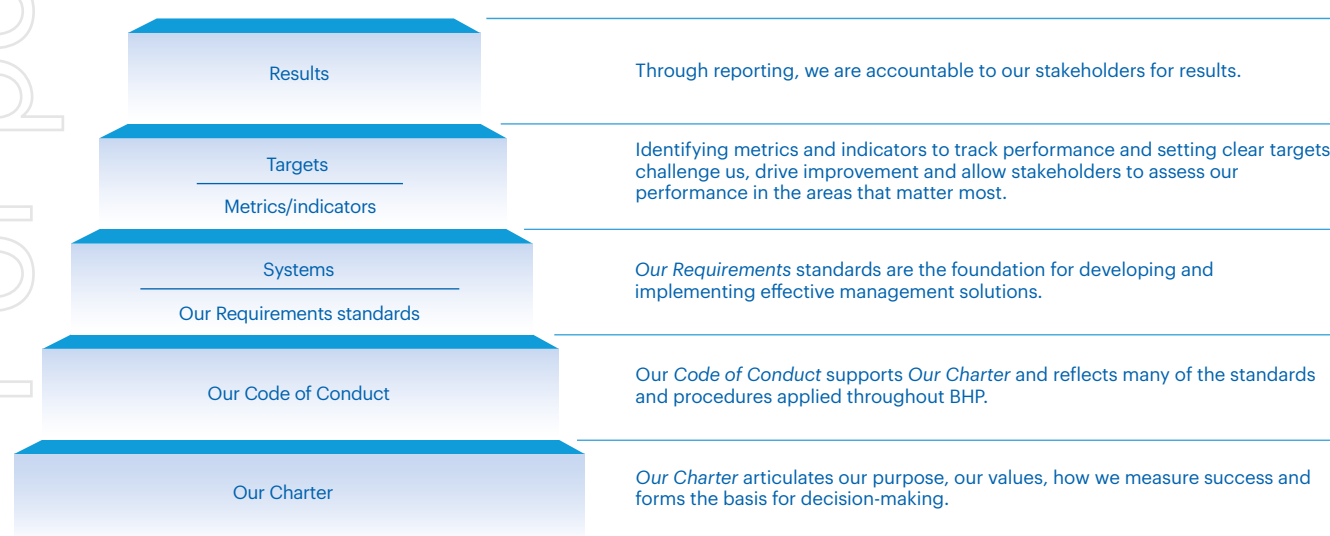 Results
Through reporting, we are accountable to our stakeholders for results.
Targets
Metrics/indicators
Identifying metrics and indicators to track performance and setting clear targets
challenge us, drive improvement and allow stakeholders to assess our
performance in the areas that matter most.
Systems
Our Requirements standards
Our Requirements standards are the foundation for developing and
implementing effective management solutions.
Our Code of Conduct
Our Code of Conduct supports Our Charter and reflects many of the standards
and procedures applied throughout BHP.
Our Charter
Our Charter articulates our purpose, our values, how we measure success and
forms the basis for decision-making.